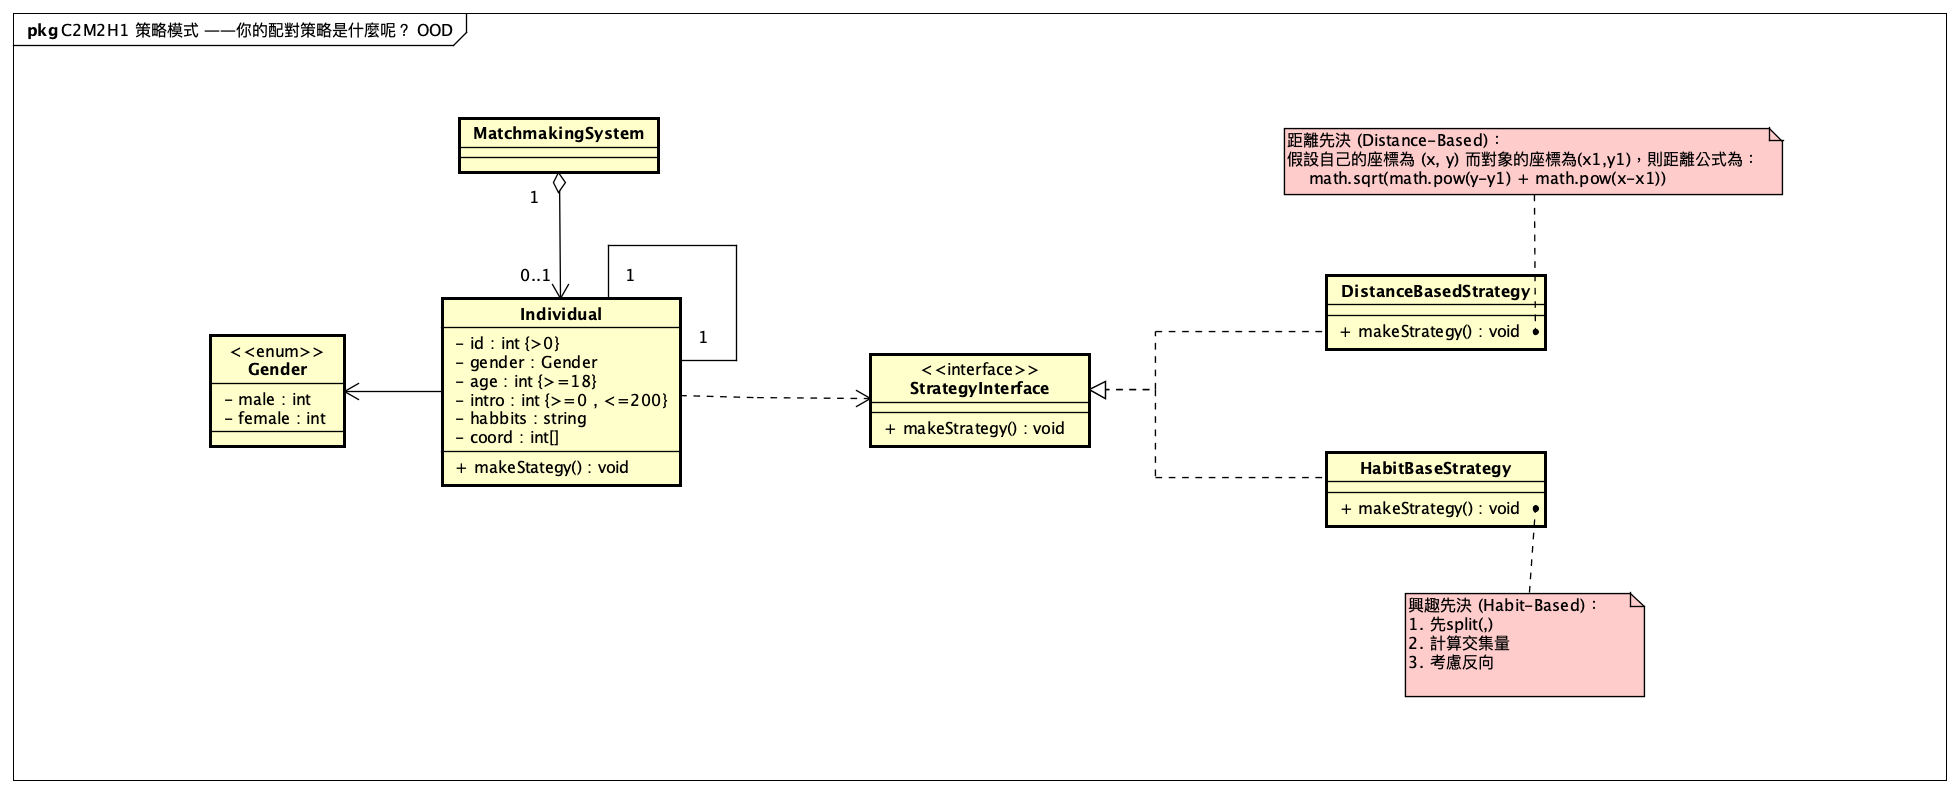 pkg C2M2H1 策略模式 ——你的配對策略是什麼呢？ OOD
MatchmakingSystem
1
0..1
1
1
Individual
- id : int {>0}
- gender : Gender
- age : int {>=18}
- intro : int {>=0 , <=200}
- habbits : string
- coord : int[]
+ makeStategy() : void
<<enum>>
Gender
- male : int
- female : int
<<interface>>
StrategyInterface
+ makeStrategy() : void
距離先決 (Distance-Based)：
假設自己的座標為 (x, y) 而對象的座標為(x1,y1)，則距離公式為：
math.sqrt(math.pow(y-y1) + math.pow(x-x1))
DistanceBasedStrategy
+ makeStrategy() : void
HabitBaseStrategy
+ makeStrategy() : void
興趣先決 (Habit-Based)：
1. 先split(,)
2. 計算交集量
3. 考慮反向